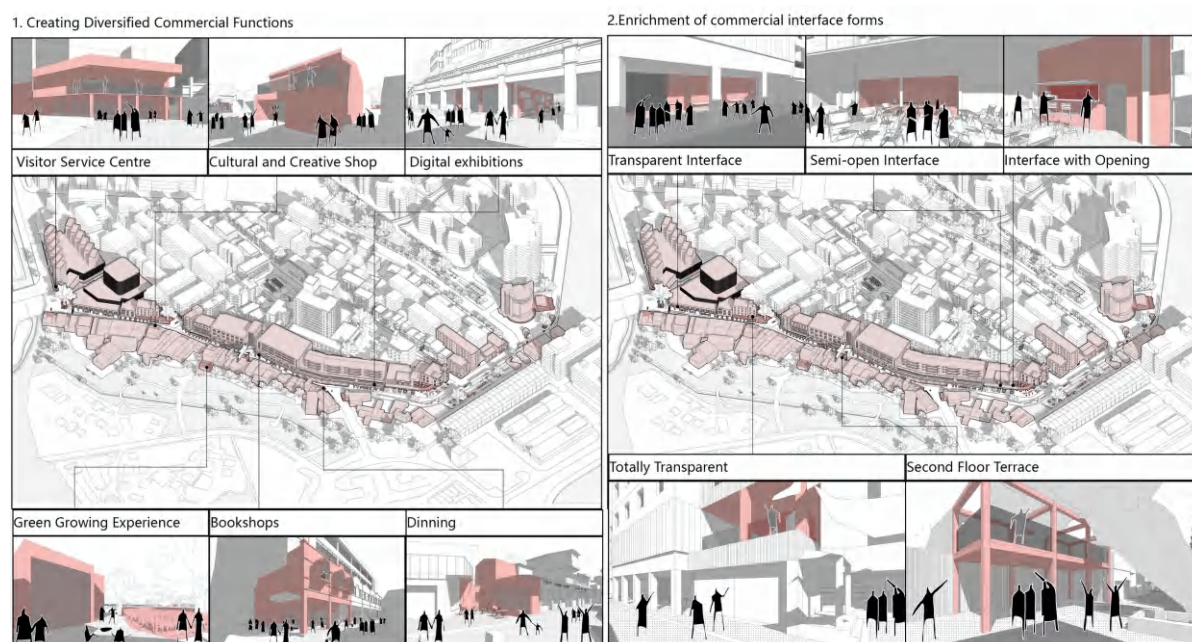 1. Creating Diversified Commercial Functions
Visitor Service Centre
Cultural and Creative Shop
Digital exhibitions
Green Growing Experience
Bookshops
Dinning
2.Enrichment of commercial interface forms
Transparent Interface
Semi-open Interface
Interface with Opening
Totally Transparent
Second Floor Terrace